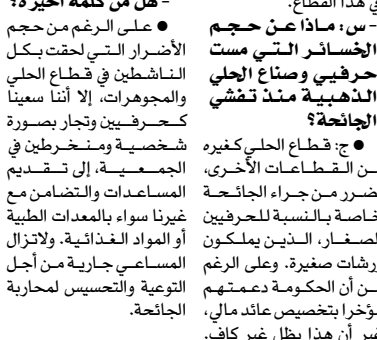 في هذا القطاع.
- س: ماذا عن حجم
الخسائر التي مست
حرفيي وصناع الحلي
الذهبية منذ تفشي
الجائحة؟
● ج: قطاع الحلي كغيره
من القطاعات الأخرى،
تضرر من جراء الجائحة
خاصة بالنسبة للحرفيين
الصغار، الذين يملكون
ورشات صغيرة. وعلى الرغم
من أن الحكومة دعمتهم
مؤخرا بتخصيص عائد مالي،
غير أن هذا يظل غير كاف.
- هل من كلمة أخيرة؟
● على الرغم من حجم
الأضرار التي لحقت بكل
الناشطين في قطاع الحلي
والمجوهرات، إلا أننا سعينا
كحرفيين وتجار بصورة
شخصية ومنخرطين في
الجمعية، إلى تقديم
المساعدات والتضامن مع
غيرنا سواء بالمعدات الطبية
أو المواد الغذائية. ولاتزال
المساعي جارية من أجل
التوعية والتحسيس لمحاربة
الجائحة.